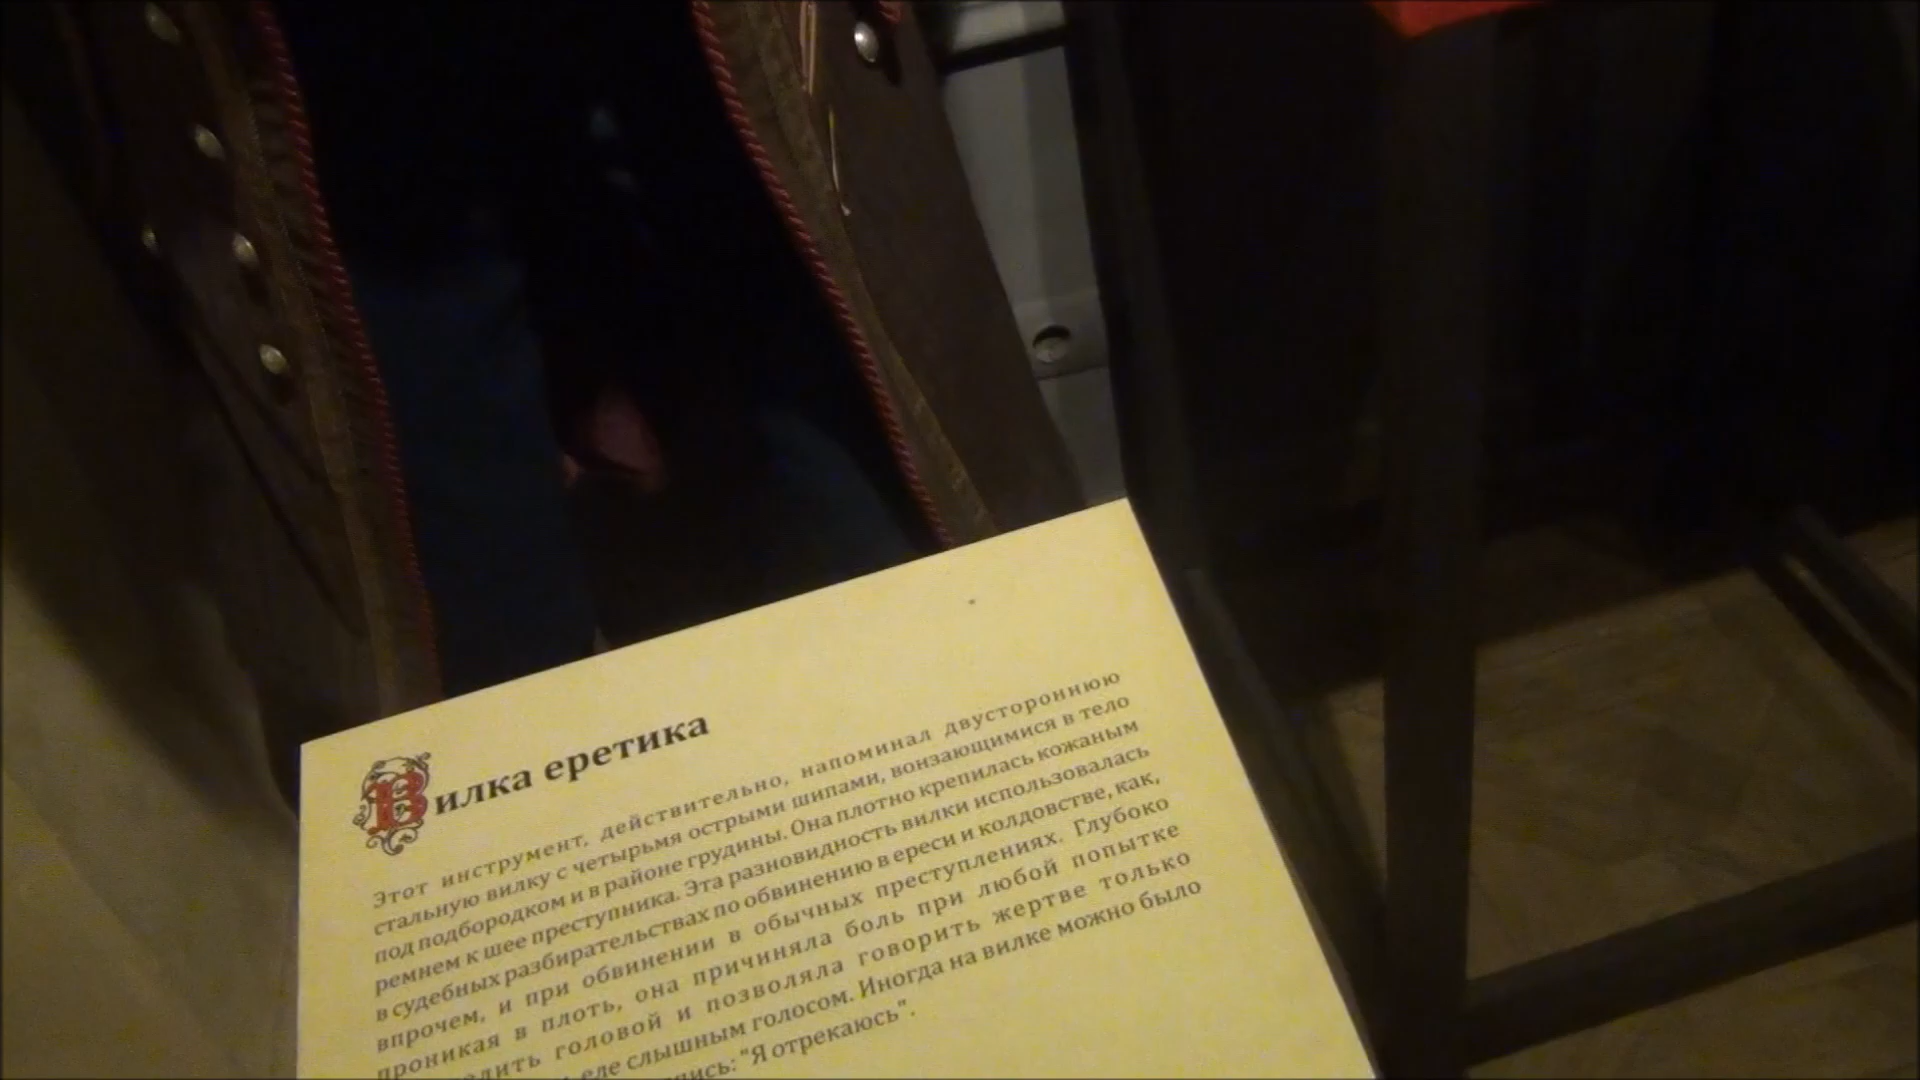 Вилка еретика
Этот инструмент, действительно, напоминал двустороннюю
стальную вилку с четырьмя острыми шипами, вонзающимися в тело
под подбородком и в районе грудины. Она плотно крепилась кожаным
ремнем к шее преступника. Эта разновидность вилки использовалась
в судебных разбирательствах по обвинению в ереси и колдовстве, как,
впрочем, и при обвинении в обычных преступлениях. Глубоко
проникая в плоть, она причиняла боль при любой попытке
головой и позволяла говорить жертве только
еле слышным голосом. Иногда на вилке можно было
"Я отрекаюсь".